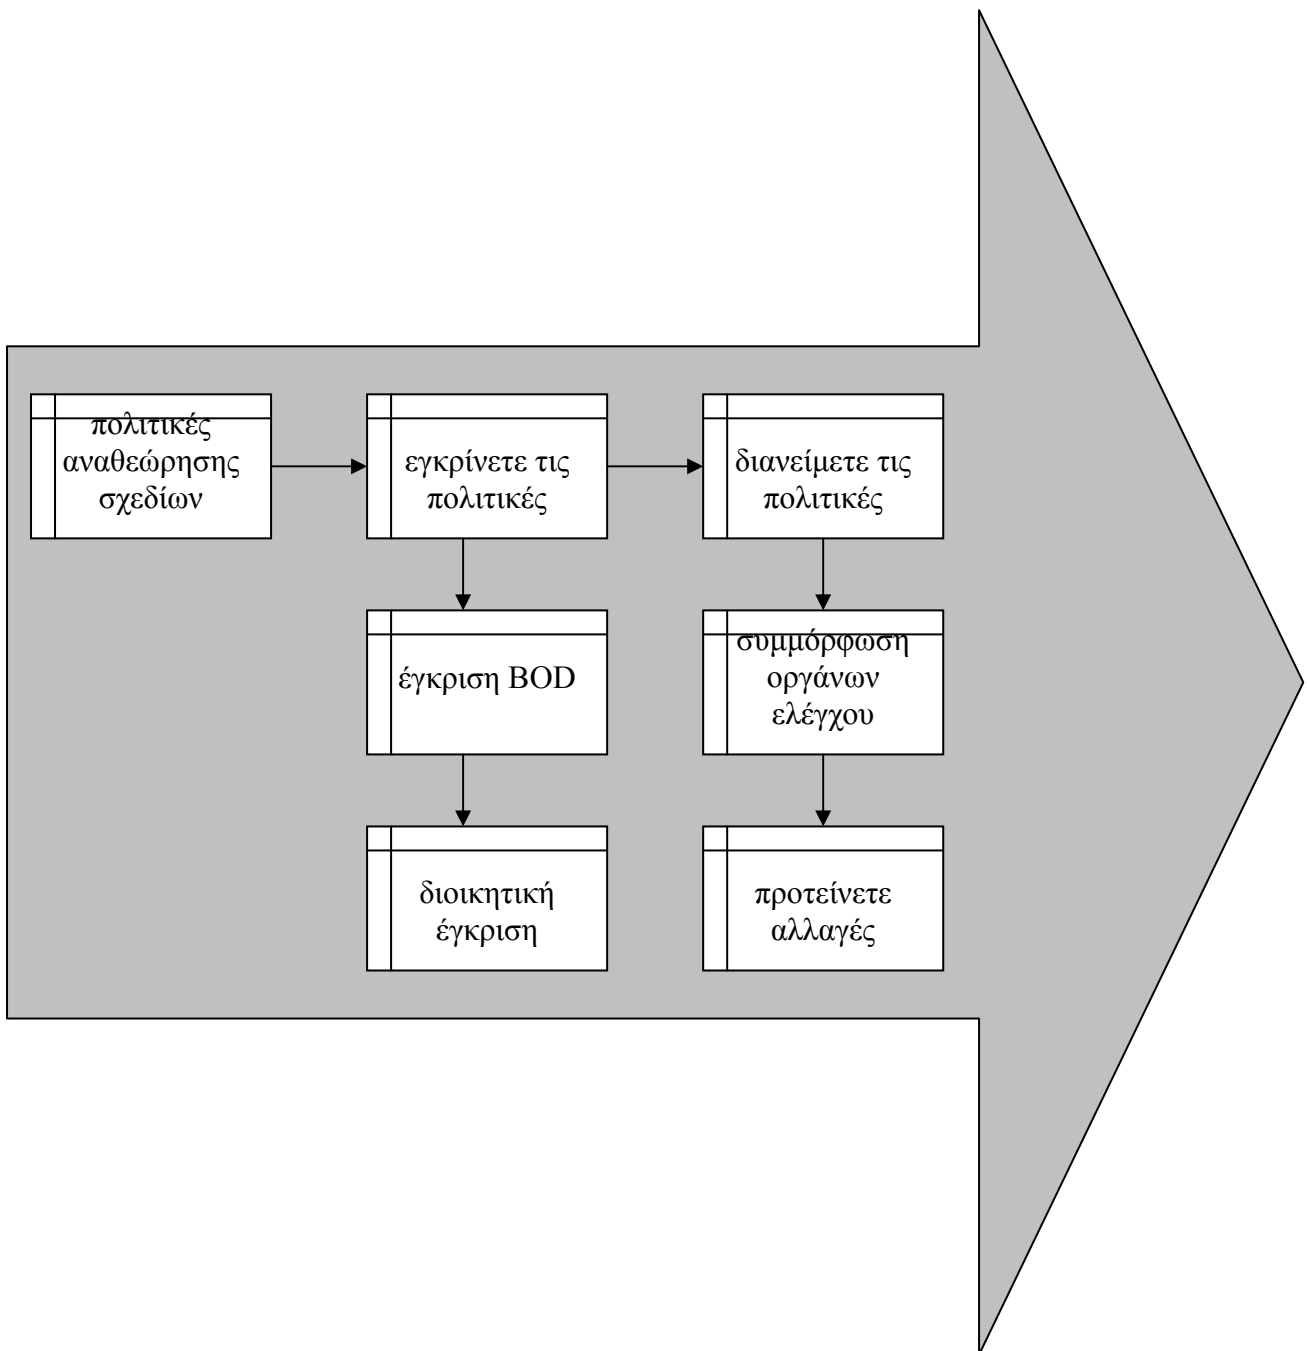 πολιτικές
αναθεώρησης
σχεδίων
εγκρίνετε τις
πολιτικές
διανείμετε τις
πολιτικές
έγκριση BOD
συμμόρφωση
οργάνων
ελέγχου
διοικητική
έγκριση
προτείνετε
αλλαγές